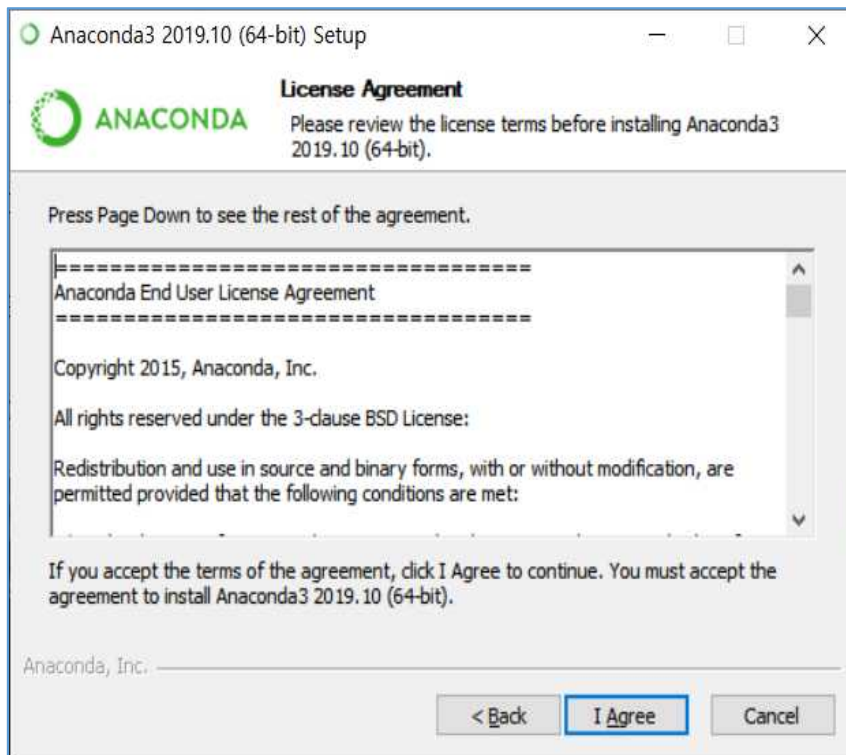 Anaconda3 2019.10 (64-bit) Setup
ANACONDA
License Agreement
Please review the license terms before installing Anaconda3
2019.10 (64-bit).
Press Page Down to see the rest of the agreement.
===================================
Anaconda End User License Agreement
===================================
Copyright 2015, Anaconda, Inc.
All rights reserved under the 3-clause BSD License:
Redistribution and use in source and binary forms, with or without modification, are
permitted provided that the following conditions are met:
If you accept the terms of the agreement, click I Agree to continue. You must accept the
agreement to install Anaconda3 2019.10 (64-bit).
Anaconda, Inc.
< Back
I Agree
Cancel